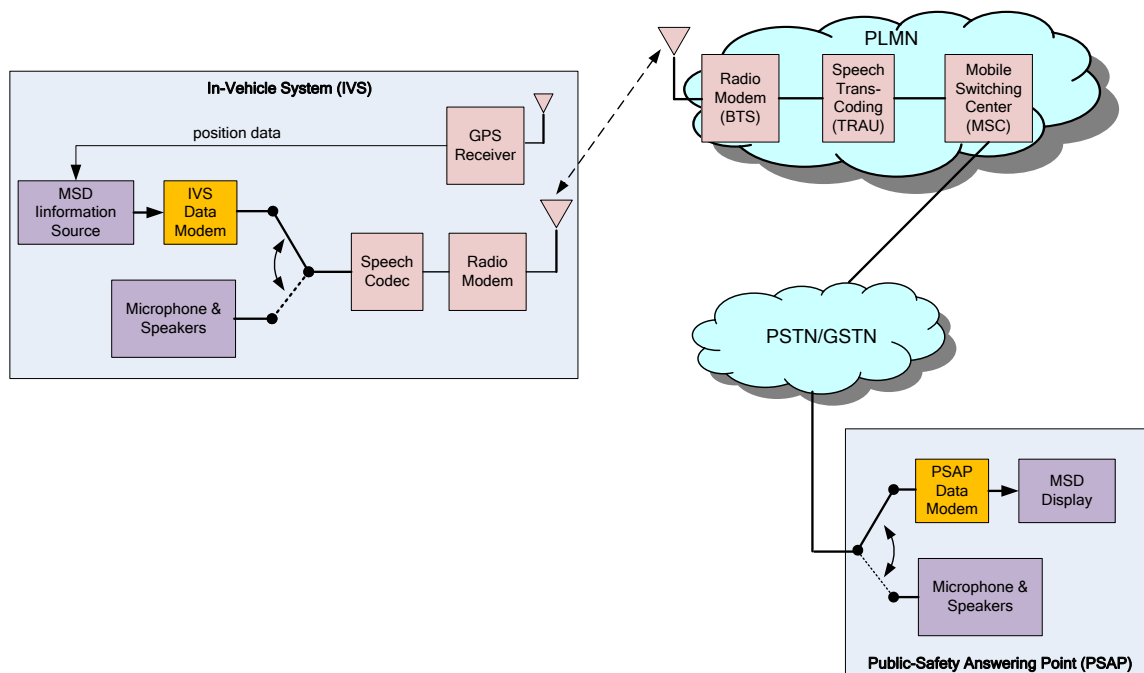 In-Vehicle System (IVS)
position data
GPS
Receiver
MSD
Iinformation
Source
IVS
Data
Modem
Speech
Codec
Radio
Modem
Microphone &
Speakers
PLMN
Radio
Modem
(BTS)
Speech
Trans-
Coding
(TRAU)
Mobile
Switching
Center
(MSC)
PSTN/GSTN
PSAP
Data
Modem
MSD
Display
Microphone &
Speakers
Public-Safety Answering Point (PSAP)